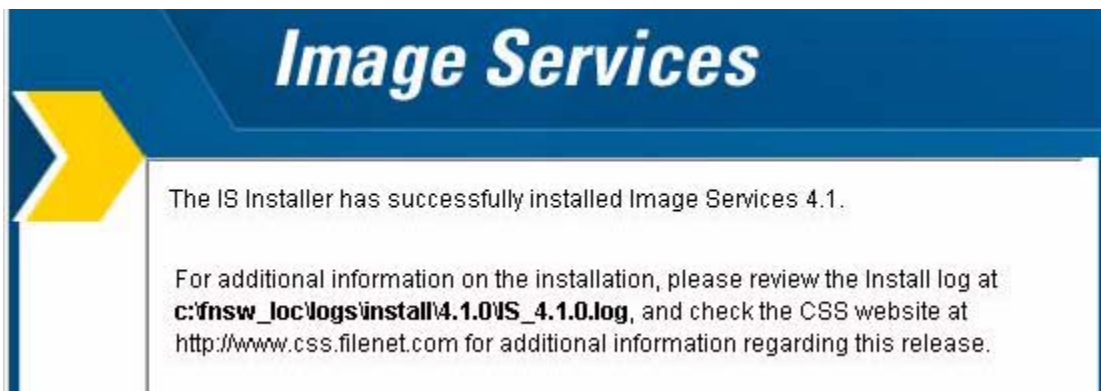 Image Services
The IS Installer has successfully installed Image Services 4.1.
For additional information on the installation, please review the Install log at
c:\fnsw_loc\logs\install\4.1.0\IS_4.1.0.log, and check the CSS website at
http://www.css.filenet.com for additional information regarding this release.